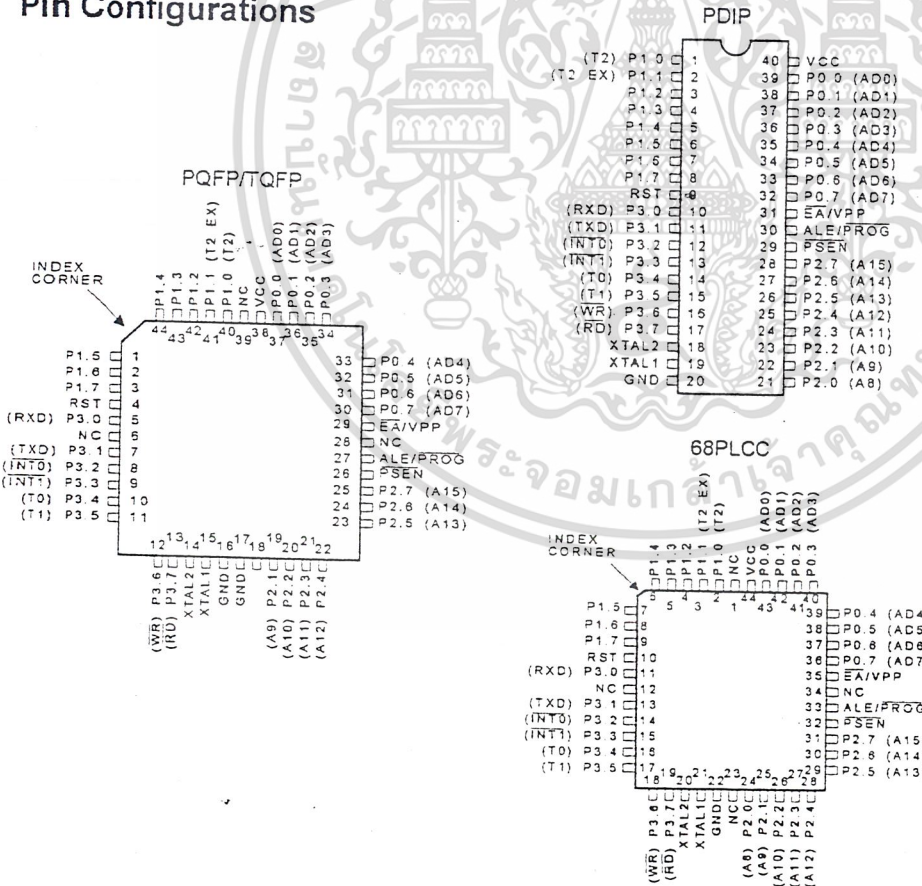 Pin Configurations
PDIP
(T2) P1.0 1 40 VCC
(T2 EX) P1.1 2 39 P0.0 (AD0)
P1.2 3 38 P0.1 (AD1)
P1.3 4 37 P0.2 (AD2)
P1.4 5 36 P0.3 (AD3)
P1.5 6 35 P0.4 (AD4)
P1.6 7 34 P0.5 (AD5)
P1.7 8 33 P0.6 (AD6)
RST 9 32 P0.7 (AD7)
(RXD) P3.0 10 31 EA/VPP
(TXD) P3.1 11 30 ALE/PROG
(INT0) P3.2 12 29 PSEN
(INT1) P3.3 13 28 P2.7 (A15)
(T0) P3.4 14 27 P2.6 (A14)
(T1) P3.5 15 26 P2.5 (A13)
(WR) P3.6 16 25 P2.4 (A12)
(RD) P3.7 17 24 P2.3 (A11)
XTAL2 18 23 P2.2 (A10)
XTAL1 19 22 P2.1 (A9)
GND 20 21 P2.0 (A8)
PQFP/TQFP
INDEX
CORNER
P1.4 P1.3 P1.2 P1.1 (T2 EX) P1.0 (T2) NC VCC P0.0 (AD0) P0.1 (AD1) P0.2 (AD2) P0.3 (AD3)
44 43 42 41 40 39 38 37 36 35 34
P1.5 1 33 P0.4 (AD4)
P1.6 2 32 P0.5 (AD5)
P1.7 3 31 P0.6 (AD6)
RST 4 30 P0.7 (AD7)
(RXD) P3.0 5 29 EA/VPP
NC 6 28 NC
(TXD) P3.1 7 27 ALE/PROG
(INT0) P3.2 8 26 PSEN
(INT1) P3.3 9 25 P2.7 (A15)
(T0) P3.4 10 24 P2.6 (A14)
(T1) P3.5 11 23 P2.5 (A13)
12 13 14 15 16 17 18 19 20 21 22
(WR) P3.6 (RD) P3.7 XTAL2 XTAL1 GND GND (A9) P2.1 (A10) P2.2 (A11) P2.3 (A12) P2.4
68PLCC
INDEX
CORNER
P1.4 P1.3 P1.2 P1.1 (T2 EX) P1.0 (T2) NC VCC P0.0 (AD0) P0.1 (AD1) P0.2 (AD2) P0.3 (AD3)
6 5 4 3 2 1 44 43 42 41 40
P1.5 7 39 P0.4 (AD4
P1.6 8 38 P0.5 (AD5
P1.7 9 37 P0.6 (AD6
RST 10 36 P0.7 (AD7
(RXD) P3.0 11 35 EA/VPP
NC 12 34 NC
(TXD) P3.1 13 33 ALE/PROG
(INT0) P3.2 14 32 PSEN
(INT1) P3.3 15 31 P2.7 (A15
(T0) P3.4 16 30 P2.6 (A14
(T1) P3.5 17 29 P2.5 (A13
18 19 20 21 22 23 24 25 26 27 28
(WR) P3.6 (RD) P3.7 XTAL2 XTAL1 GND NC (A8) P2.0 (A9) P2.1 (A10) P2.2 (A11) P2.3 (A12) P2.4